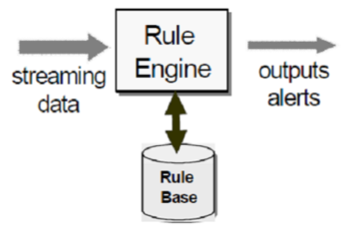 streaming
data
Rule
Engine
outputs
alerts
Rule
Base